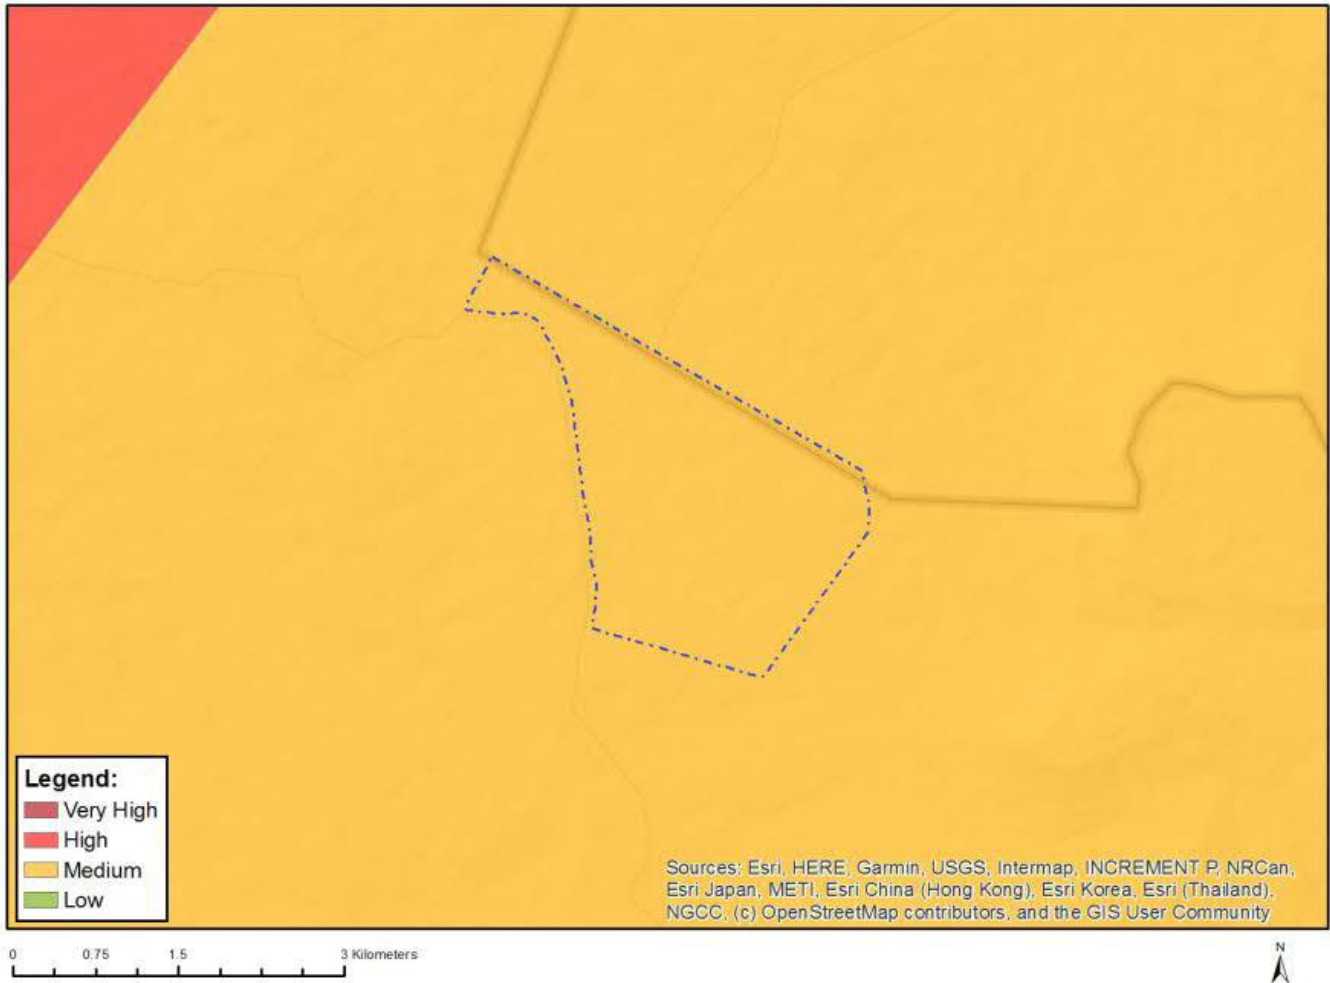 Legend:
Very High
High
Medium
Low
Sources: Esri, HERE, Garmin, USGS, Intermap, INCREMENT P, NRCan,
Esri Japan, METI, Esri China (Hong Kong), Esri Korea, Esri (Thailand),
NGCC, (c) OpenStreetMap contributors, and the GIS User Community
0 0.75 1.5 3 Kilometers
N